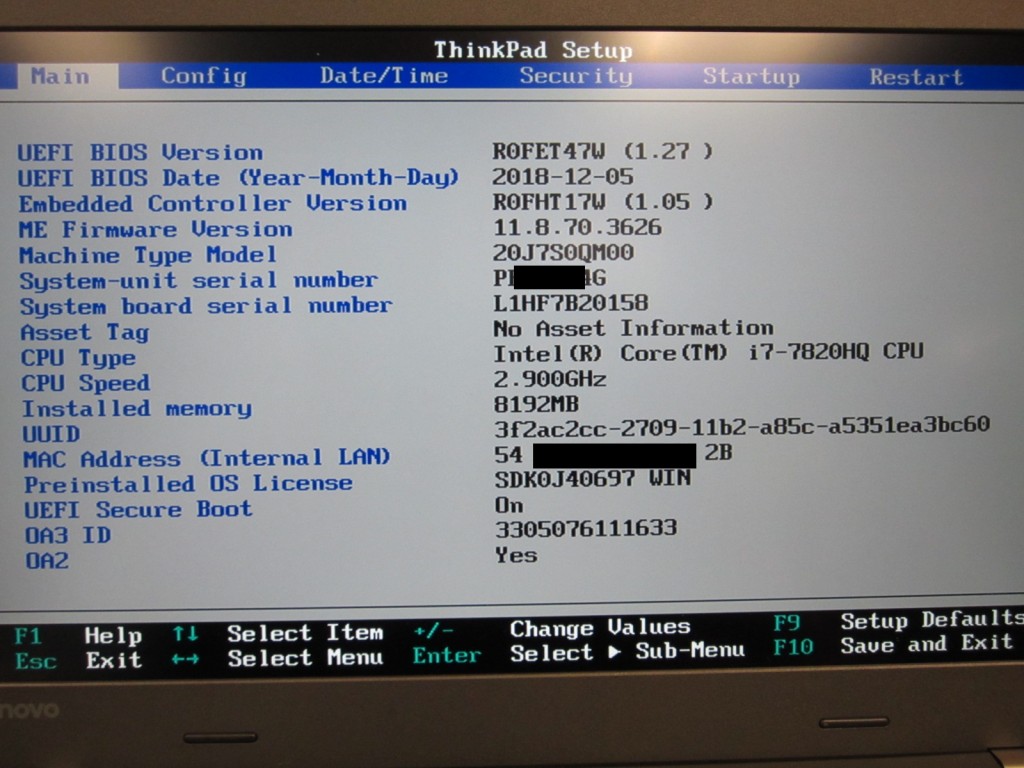 ThinkPad Setup
Main Config Date/Time Security Startup Restart
UEFI BIOS Version R0FET47W (1.27 )
UEFI BIOS Date (Year-Month-Day) 2018-12-05
Embedded Controller Version R0FHT17W (1.05 )
ME Firmware Version 11.8.70.3626
Machine Type Model 20J7S0QM00
System-unit serial number 4G
System board serial number L1HF7B20158
Asset Tag No Asset Information
CPU Type Intel(R) Core(TM) i7-7820HQ CPU
CPU Speed 2.900GHz
Installed memory 8192MB
UUID 3f2ac2cc-2709-11b2-a85c-a5351ea3bc60
MAC Address (Internal LAN) 54 2B
Preinstalled OS License SDK0J40697 WIN
UEFI Secure Boot On
OA3 ID 3305076111633
OA2 Yes
F1 Help ↑↓ Select Item +/- Change Values F9 Setup Defaults
Esc Exit ←→ Select Menu Enter Select ▶ Sub-Menu F10 Save and Exit
novo